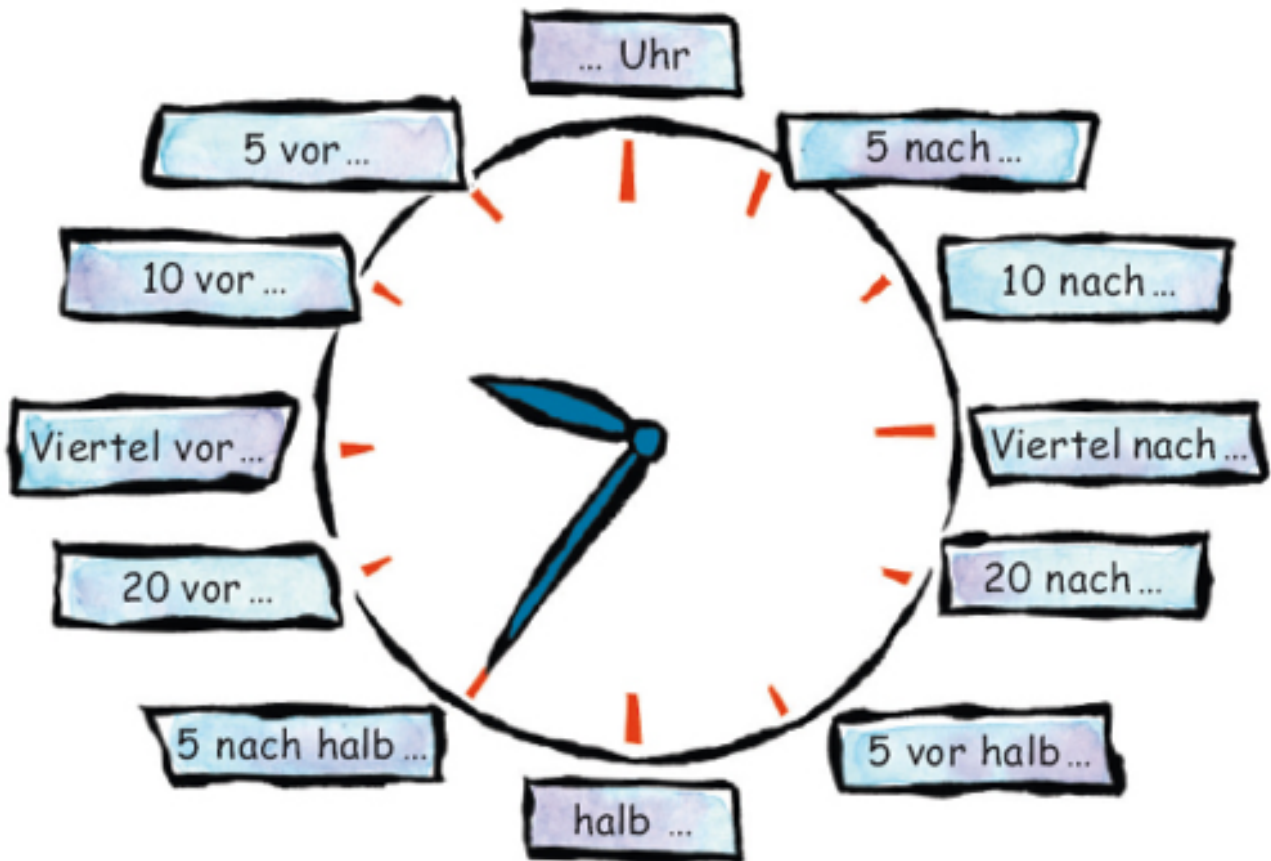 ... Uhr
5 vor ...
5 nach ...
10 vor ...
10 nach ...
Viertel vor ...
Viertel nach ...
20 vor ...
20 nach ...
5 nach halb ...
5 vor halb ...
halb ...